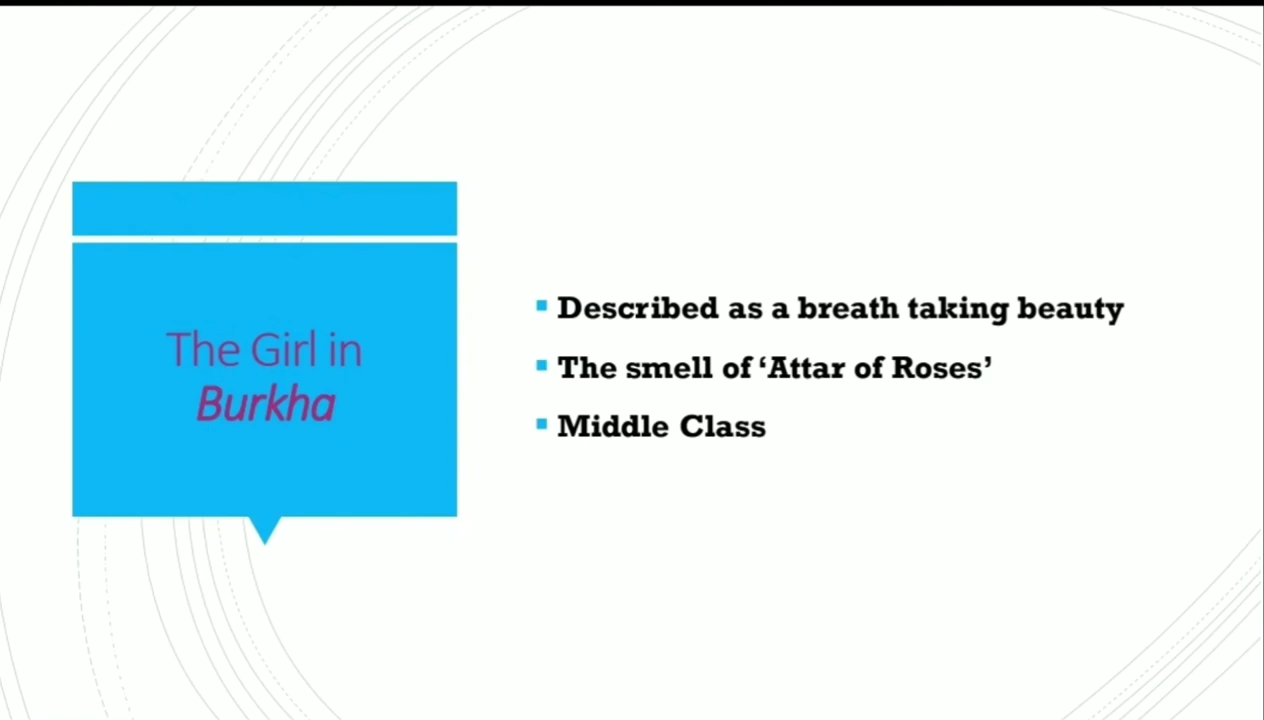 The Girl in
Burkha
Described as a breath taking beauty
The smell of ‘Attar of Roses’
Middle Class